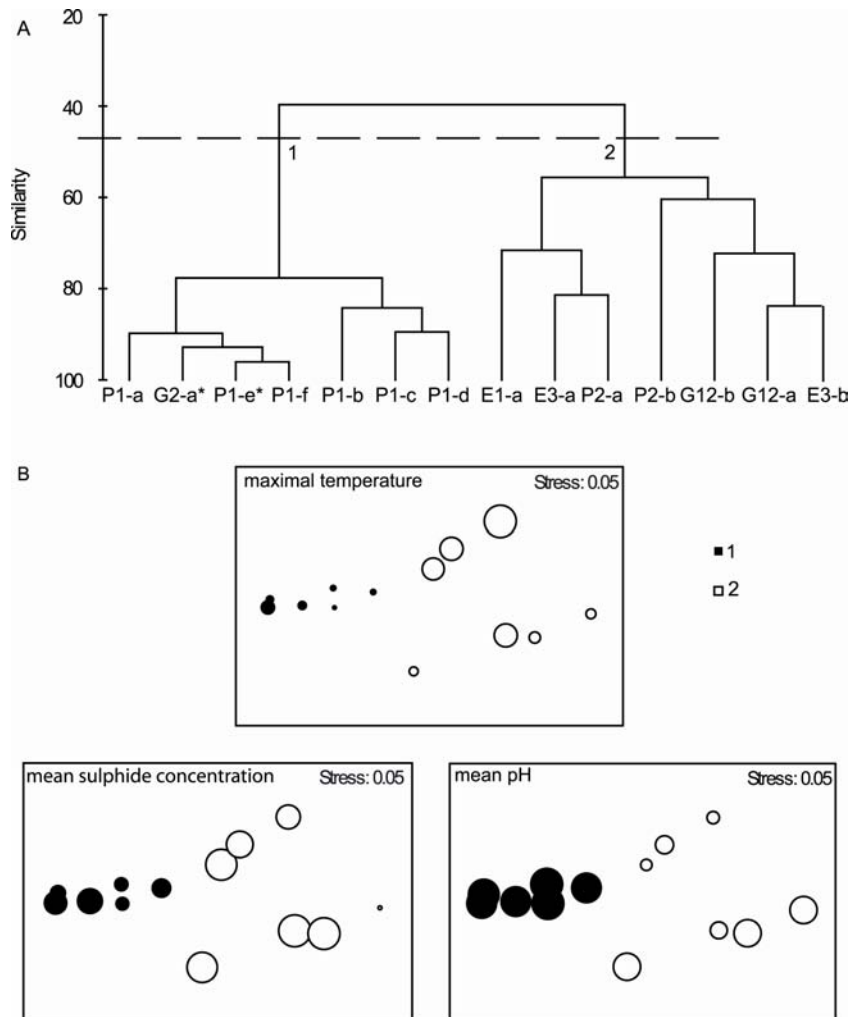 A
20
40
1 2
Similarity
60
80
100
P1-a G2-a* P1-e* P1-f P1-b P1-c P1-d E1-a E3-a P2-a P2-b G12-b G12-a E3-b
B
maximal temperature Stress: 0.05
1
2
mean sulphide concentration Stress: 0.05
mean pH Stress: 0.05